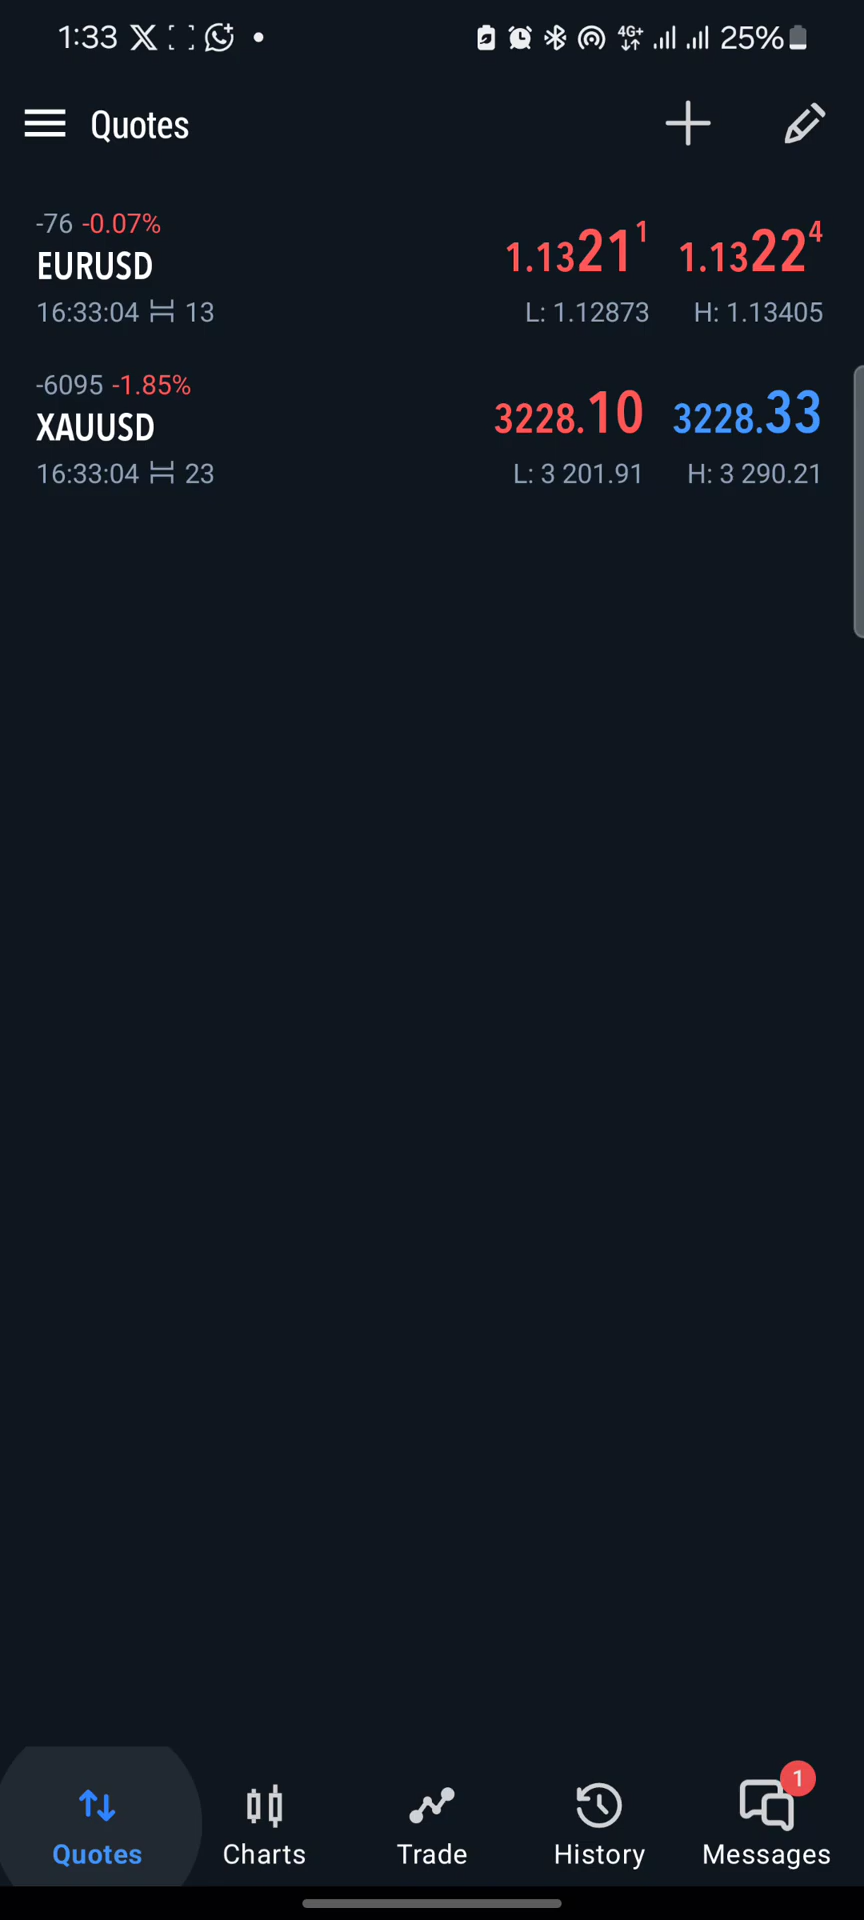 1:33 4G+ 25%
Quotes
-76 -0.07%
EURUSD 1.13211 1.13224
16:33:04 13 L: 1.12873 H: 1.13405
-6095 -1.85%
XAUUSD 3228.10 3228.33
16:33:04 23 L: 3 201.91 H: 3 290.21
1
Quotes Charts Trade History Messages